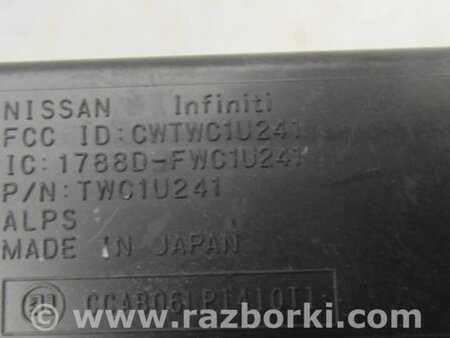 NISSAN Infiniti
FCC ID:CWTWC1U241
IC:1788D-FWC1U241
P/N:TWC1U241
ALPS
MADE IN JAPAN
www.razborki.com